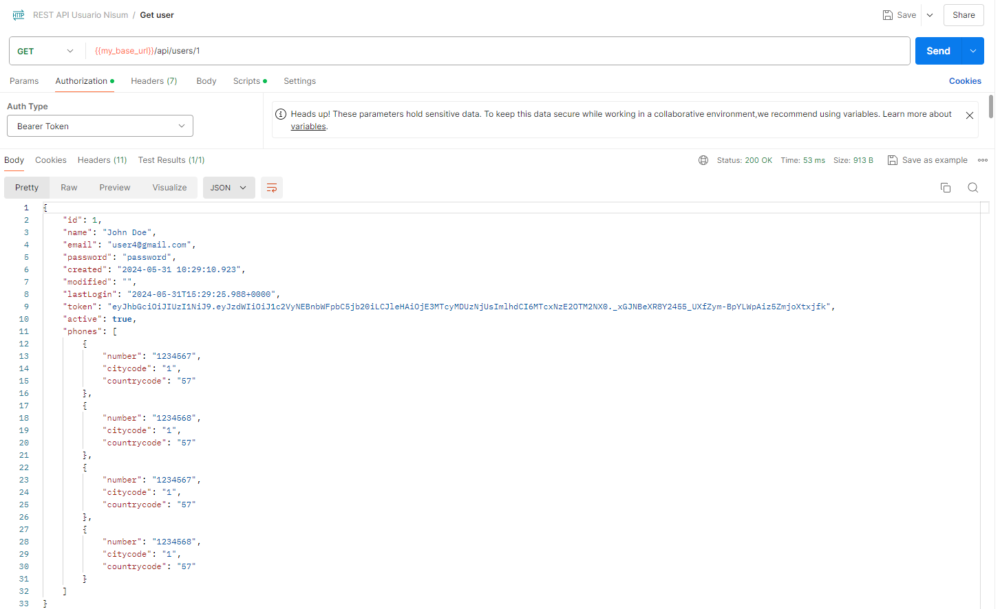 HTTP REST API Usuario Nisum / Get user Save Share
GET {{my_base_url}}/api/users/1 Send
Params Authorization Headers (7) Body Scripts Settings Cookies
Auth Type
Bearer Token
Heads up! These parameters hold sensitive data. To keep this data secure while working in a collaborative environment,we recommend using variables. Learn more about
variables.
Body Cookies Headers (11) Test Results (1/1) Status: 200 OK Time: 53 ms Size: 913 B Save as example
Pretty Raw Preview Visualize JSON
1 {
2 "id": 1,
3 "name": "John Doe",
4 "email": "user4@gmail.com",
5 "password": "password",
6 "created": "2024-05-31 10:29:10.923",
7 "modified": "",
8 "lastLogin": "2024-05-31T15:29:25.988+0000",
9 "token": "eyJhbGciOiJIUzI1NiJ9.eyJzdWIiOiJ1c2VyNEBnbWFpbC5jb20iLCJleHAiOjE3MTcyMDUzNjUsImlhdCI6MTcxNzE2OTM2NX0._xGJNBeXR8Y2455_UXfZym-BpYLWpAiz5ZmjoXtxjfk",
10 "active": true,
11 "phones": [
12 {
13 "number": "1234567",
14 "citycode": "1",
15 "countrycode": "57"
16 },
17 {
18 "number": "1234568",
19 "citycode": "1",
20 "countrycode": "57"
21 },
22 {
23 "number": "1234567",
24 "citycode": "1",
25 "countrycode": "57"
26 },
27 {
28 "number": "1234568",
29 "citycode": "1",
30 "countrycode": "57"
31 }
32 ]
33 }